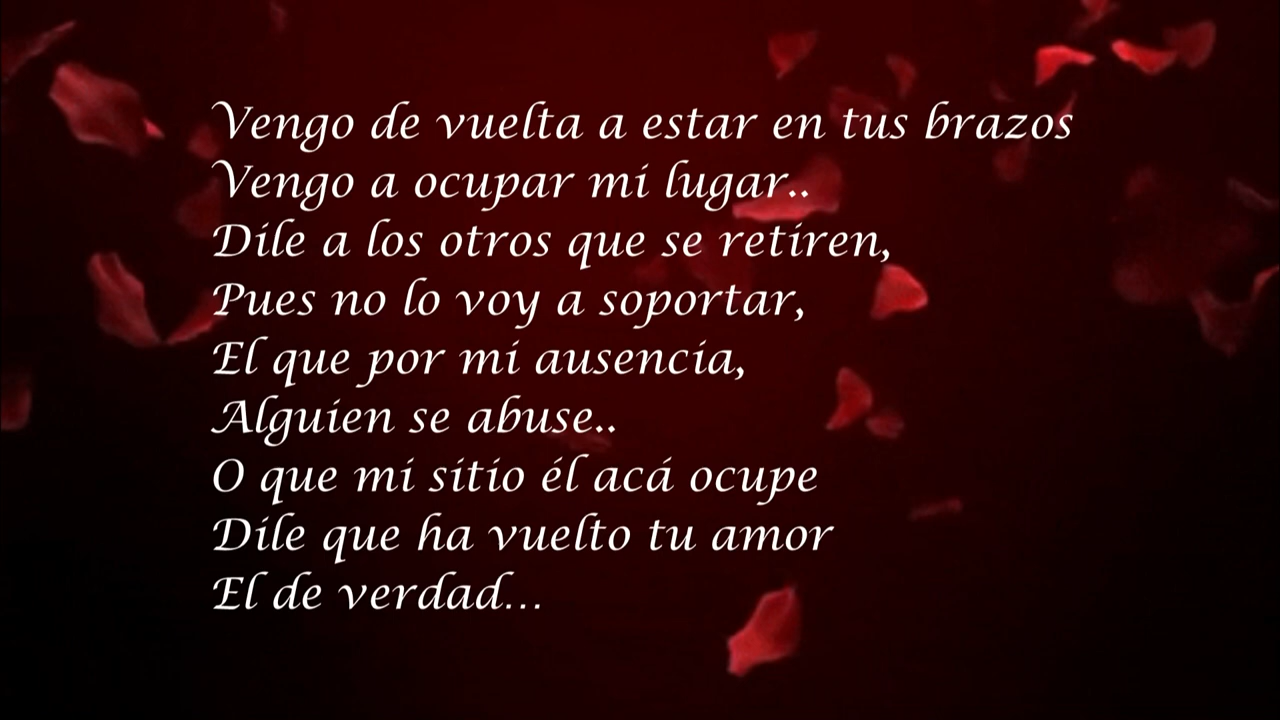 Vengo de vuelta a estar en tus brazos
Vengo a ocupar mi lugar..
Dile a los otros que se retiren,
Pues no lo voy a soportar,
El que por mi ausencia,
Alguien se abuse..
O que mi sitio él acá ocupe
Dile que ha vuelto tu amor
El de verdad...